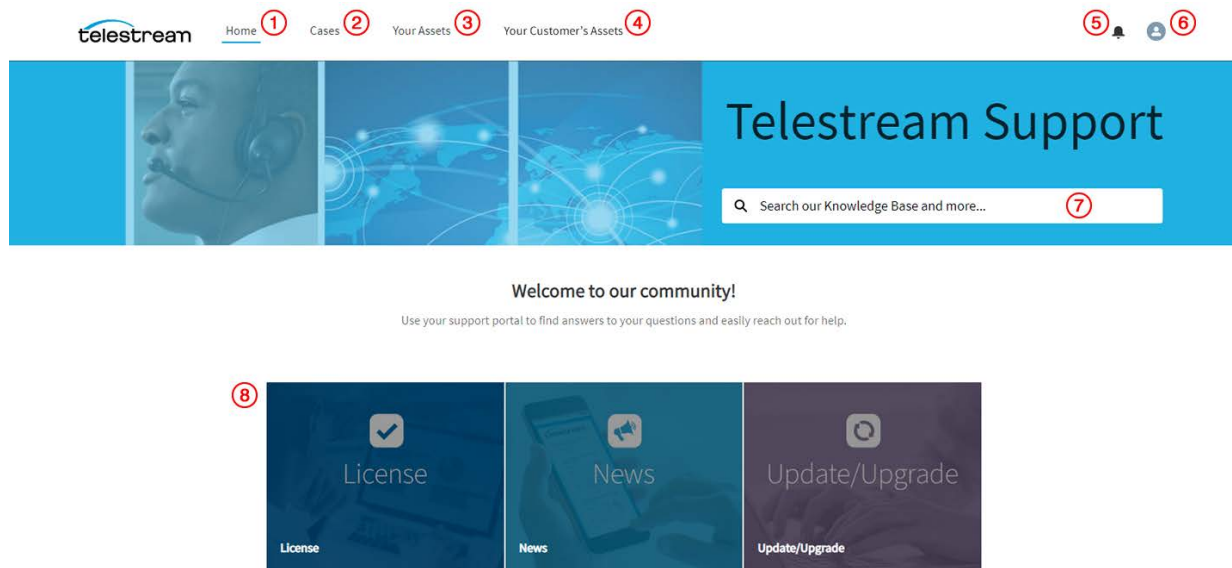 telestream Home 1 Cases 2 Your Assets 3 Your Customer's Assets 4 5 6
Telestream Support
Search our Knowledge Base and more... 7
Welcome to our community!
Use your support portal to find answers to your questions and easily reach out for help.
8
License News Update/Upgrade
License News Update/Upgrade